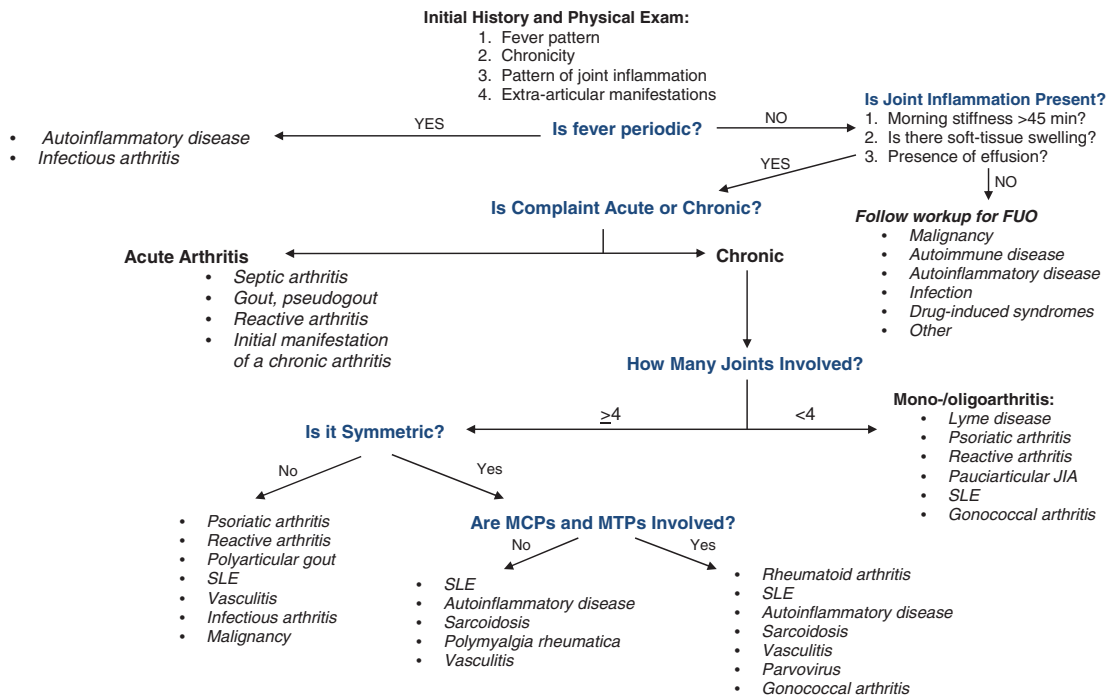 Initial History and Physical Exam:
1. Fever pattern
2. Chronicity
3. Pattern of joint inflammation
4. Extra-articular manifestations
Is fever periodic?
YES
• Autoinflammatory disease
• Infectious arthritis
NO
Is Joint Inflammation Present?
1. Morning stiffness >45 min?
2. Is there soft-tissue swelling?
3. Presence of effusion?
YES
NO
Follow workup for FUO
• Malignancy
• Autoimmune disease
• Autoinflammatory disease
• Infection
• Drug-induced syndromes
• Other
Is Complaint Acute or Chronic?
Acute Arthritis
• Septic arthritis
• Gout, pseudogout
• Reactive arthritis
• Initial manifestation
of a chronic arthritis
Chronic
How Many Joints Involved?
≥4
<4
Mono-/oligoarthritis:
• Lyme disease
• Psoriatic arthritis
• Reactive arthritis
• Pauciarticular JIA
• SLE
• Gonococcal arthritis
Is it Symmetric?
No
Yes
• Psoriatic arthritis
• Reactive arthritis
• Polyarticular gout
• SLE
• Vasculitis
• Infectious arthritis
• Malignancy
Are MCPs and MTPs Involved?
No
Yes
• SLE
• Autoinflammatory disease
• Sarcoidosis
• Polymyalgia rheumatica
• Vasculitis
• Rheumatoid arthritis
• SLE
• Autoinflammatory disease
• Sarcoidosis
• Vasculitis
• Parvovirus
• Gonococcal arthritis